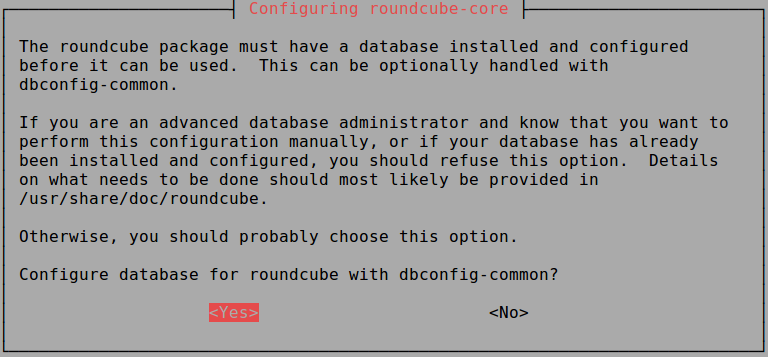 Configuring roundcube-core
The roundcube package must have a database installed and configured
before it can be used.  This can be optionally handled with
dbconfig-common.
If you are an advanced database administrator and know that you want to
perform this configuration manually, or if your database has already
been installed and configured, you should refuse this option.  Details
on what needs to be done should most likely be provided in
/usr/share/doc/roundcube.
Otherwise, you should probably choose this option.
Configure database for roundcube with dbconfig-common?
<Yes> <No>